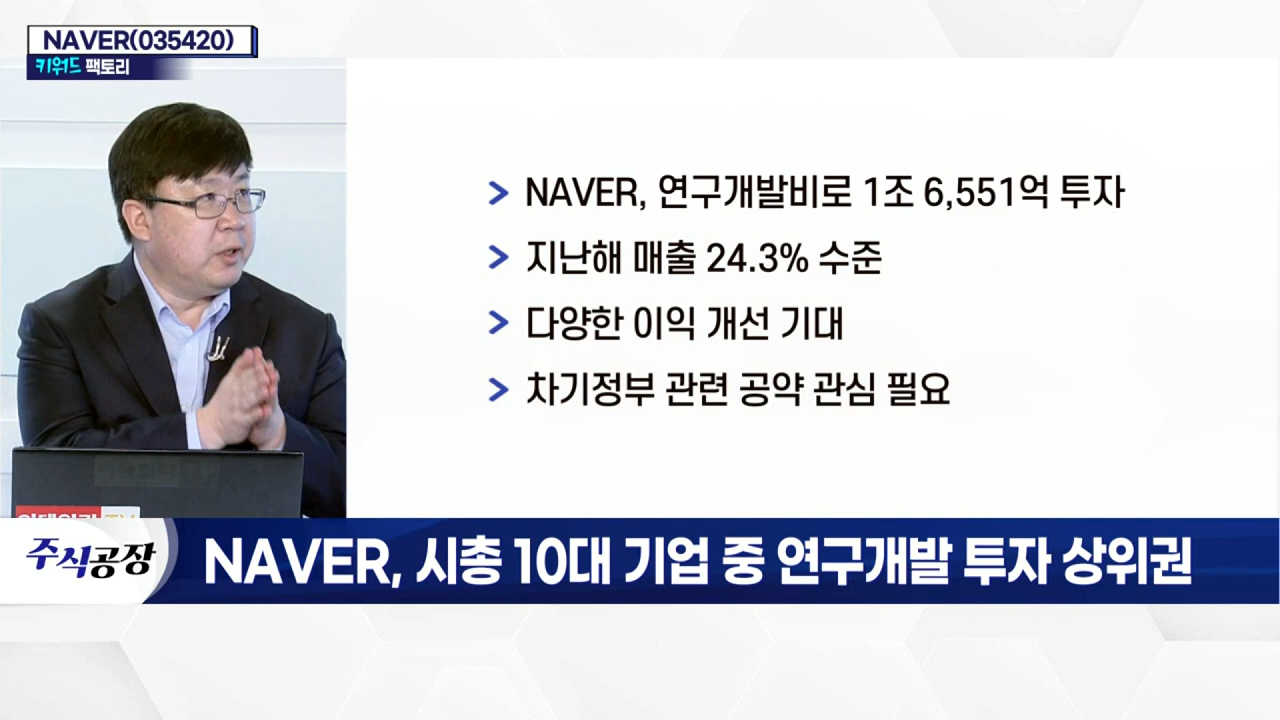 NAVER(035420)
키워드 팩토리
NAVER, 연구개발비로 1조 6,551억 투자
지난해 매출 24.3% 수준
다양한 이익 개선 기대
차기정부 관련 공약 관심 필요
주식공장
NAVER, 시총 10대 기업 중 연구개발 투자 상위권